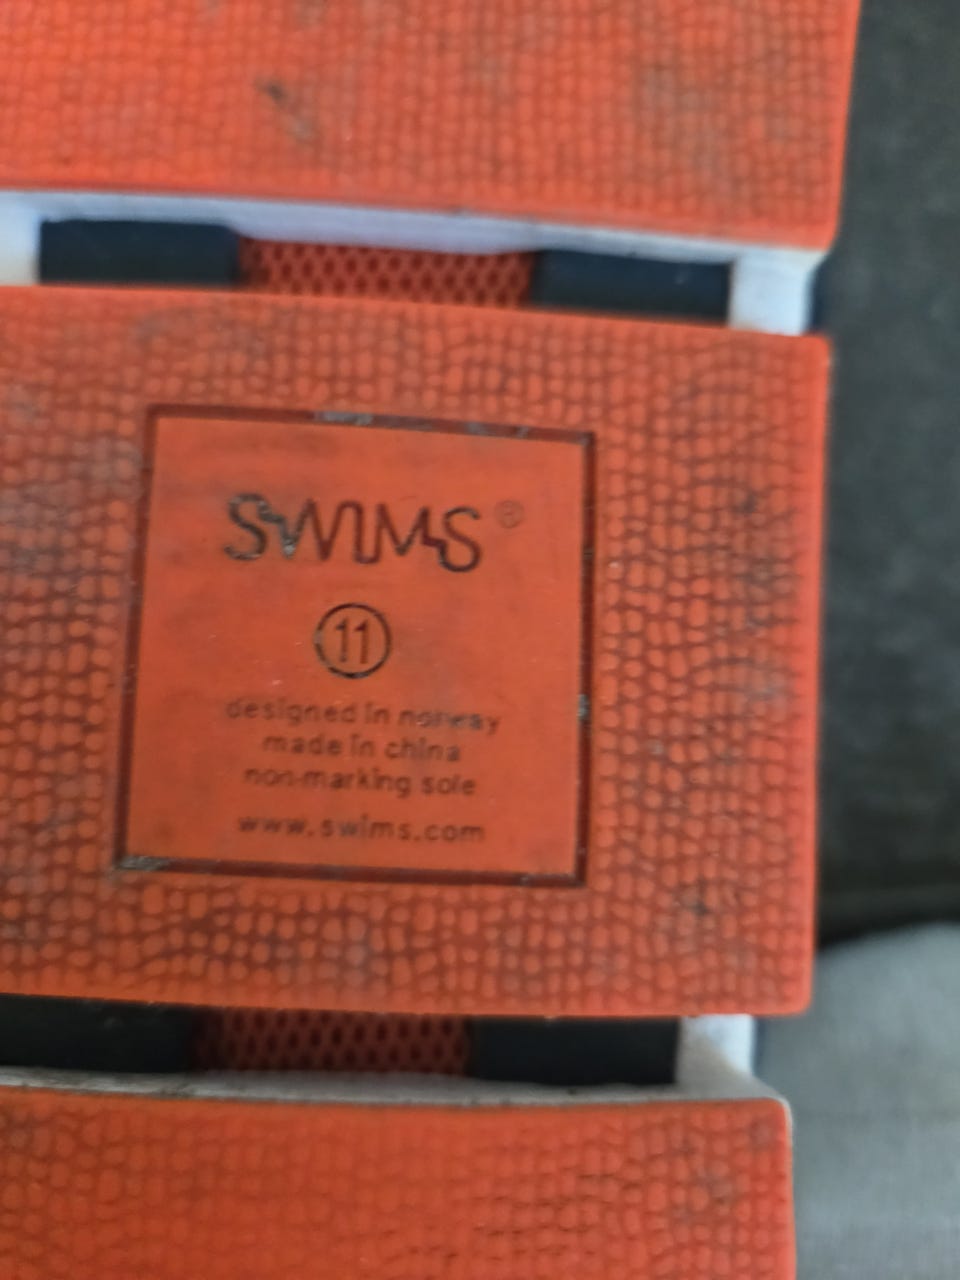 SWIMS®
11
designed in norway
made in china
non-marking sole
www.swims.com